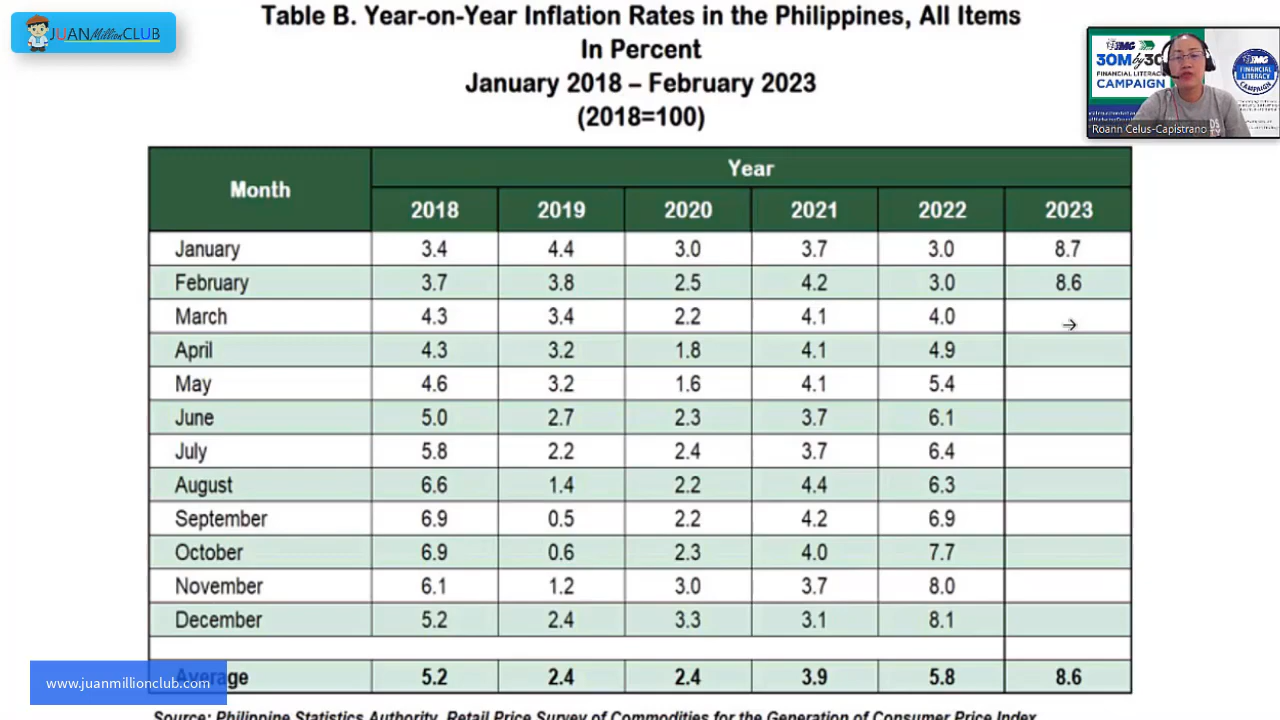 JUANMillionCLUB
Table B. Year-on-Year Inflation Rates in the Philippines, All Items
In Percent
January 2018 – February 2023
(2018=100)
IMG
30M by 30
FINANCIAL LITERACY
CAMPAIGN
IMG
FINANCIAL
LITERACY
CAMPAIGN
Roann Celus-Capistrano
Month Year
2018 2019 2020 2021 2022 2023
January 3.4 4.4 3.0 3.7 3.0 8.7
February 3.7 3.8 2.5 4.2 3.0 8.6
March 4.3 3.4 2.2 4.1 4.0
April 4.3 3.2 1.8 4.1 4.9
May 4.6 3.2 1.6 4.1 5.4
June 5.0 2.7 2.3 3.7 6.1
July 5.8 2.2 2.4 3.7 6.4
August 6.6 1.4 2.2 4.4 6.3
September 6.9 0.5 2.2 4.2 6.9
October 6.9 0.6 2.3 4.0 7.7
November 6.1 1.2 3.0 3.7 8.0
December 5.2 2.4 3.3 3.1 8.1
Average 5.2 2.4 2.4 3.9 5.8 8.6
www.juanmillionclub.com
Source: Philippine Statistics Authority, Retail Price Survey of Commodities for the Generation of Consumer Price Index